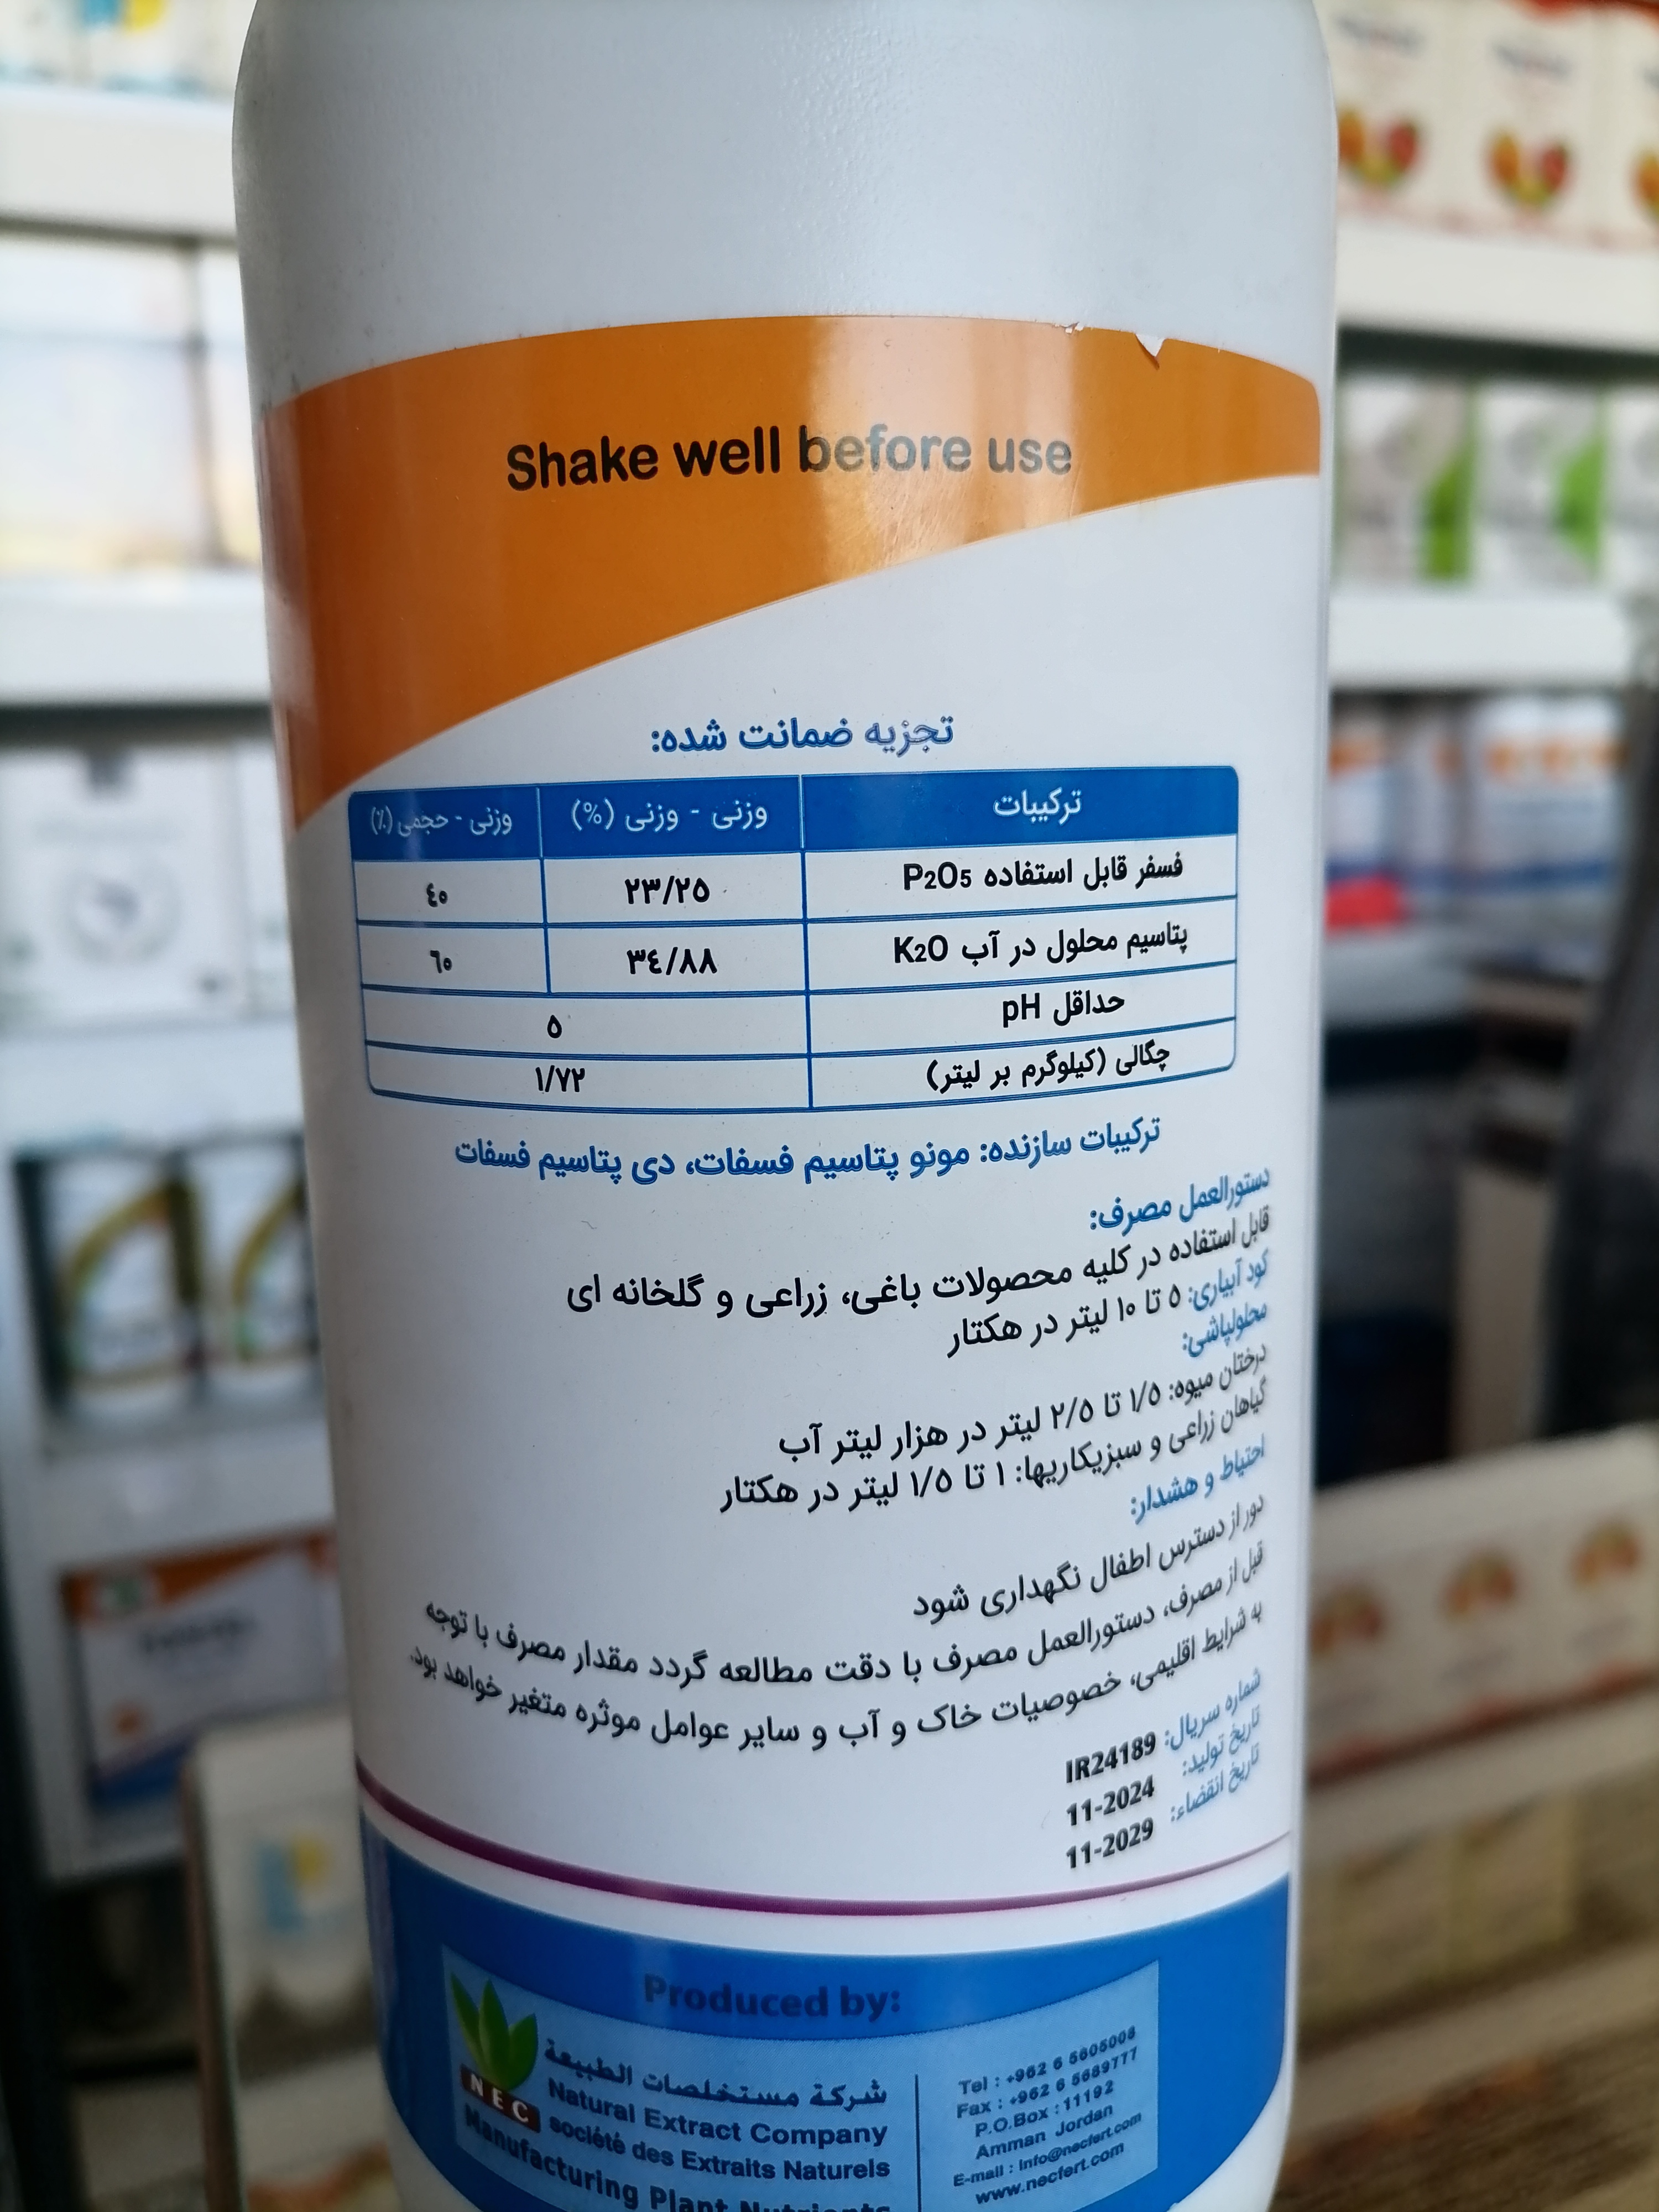 Shake well before use
تجزیه ضمانت شده:
ترکیبات وزنی - وزنی (%) وزنی - حجمی (٪)
فسفر قابل استفاده P2O5 ۲۳/۲۵ ٤۰
پتاسیم محلول در آب K2O ۳٤/۸۸ ٦۰
حداقل pH ۵
چگالی (کیلوگرم بر لیتر) ۱/۷۲
ترکیبات سازنده: مونو پتاسیم فسفات، دی پتاسیم فسفات
دستورالعمل مصرف:
قابل استفاده در کلیه محصولات باغی، زراعی و گلخانه ای
کود آبیاری: ۵ تا ۱۰ لیتر در هکتار
محلولپاشی:
درختان میوه: ۱/۵ تا ۲/۵ لیتر در هزار لیتر آب
گیاهان زراعی و سبزیکاریها: ۱ تا ۱/۵ لیتر در هکتار
احتیاط و هشدار:
دور از دسترس اطفال نگهداری شود
قبل از مصرف، دستورالعمل مصرف با دقت مطالعه گردد مقدار مصرف با توجه
به شرایط اقلیمی، خصوصیات خاک و آب و سایر عوامل موثره متغیر خواهد بود.
شماره سریال: IR24189
تاریخ تولید: 11-2024
تاریخ انقضاء: 11-2029
Produced by:
NEC
شركة مستخلصات الطبيعة
Natural Extract Company
société des Extraits Naturels
Manufacturing Plant Nutrients
Tel : +962 6 5605008
Fax : +962 6 5689777
P.O.Box : 11192
Amman Jordan
E-mail : Info@necfert.com
www.necfert.com